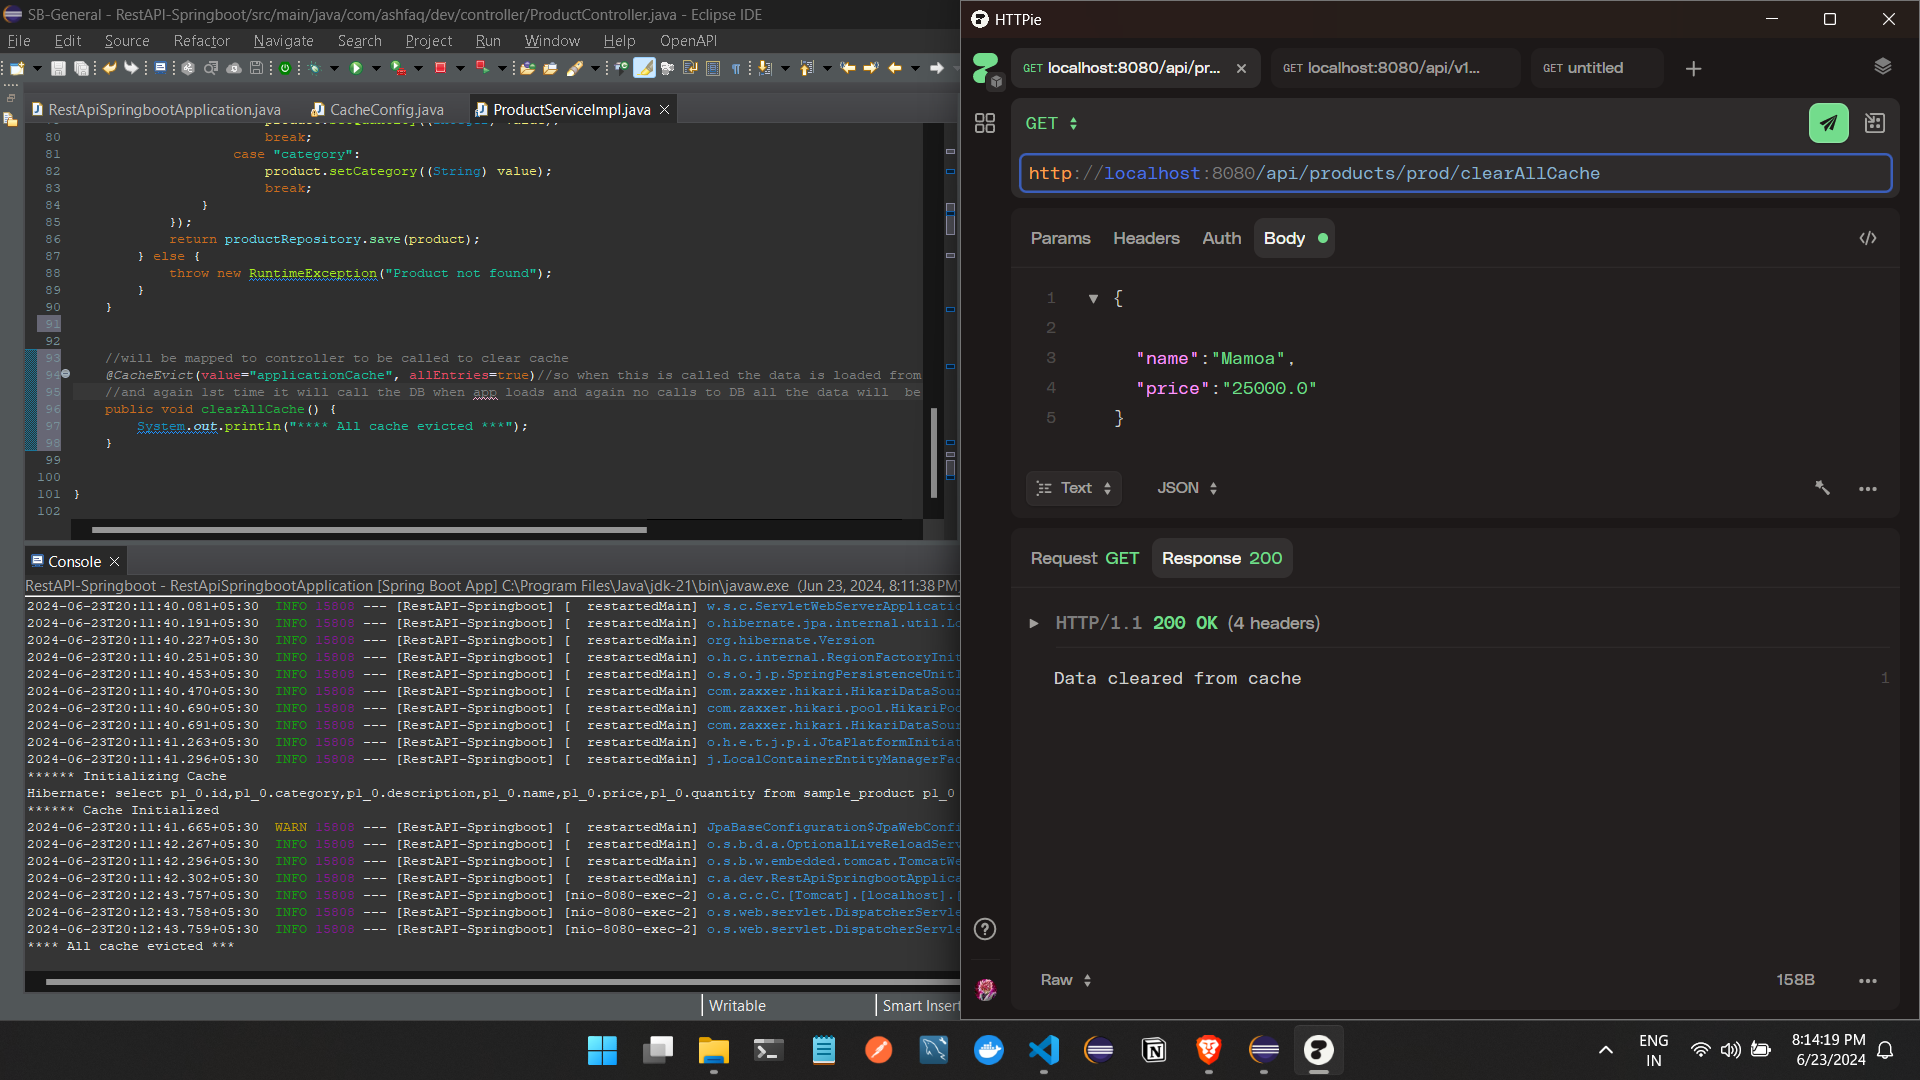 SB-General - RestAPI-Springboot/src/main/java/com/ashfaq/dev/controller/ProductController.java - Eclipse IDE
File Edit Source Refactor Navigate Search Project Run Window Help OpenAPI
RestApiSpringbootApplication.java CacheConfig.java ProductServiceImpl.java
80 break;
81 case "category":
82 product.setCategory((String) value);
83 break;
84 }
85 });
86 return productRepository.save(product);
87 } else {
88 throw new RuntimeException("Product not found");
89 }
90 }
91
92
93 //will be mapped to controller to be called to clear cache
94 @CacheEvict(value="applicationCache", allEntries=true)//so when this is called the data is loaded from
95 //and again 1st time it will call the DB when app loads and again no calls to DB all the data will be
96 public void clearAllCache() {
97 System.out.println("**** All cache evicted ***");
98 }
99
100
101 }
102
Console
RestAPI-Springboot - RestApiSpringbootApplication [Spring Boot App] C:\Program Files\Java\jdk-21\bin\javaw.exe (Jun 23, 2024, 8:11:38 PM)
2024-06-23T20:11:40.081+05:30 INFO 15808 --- [RestAPI-Springboot] [ restartedMain] w.s.c.ServletWebServerApplicatio
2024-06-23T20:11:40.191+05:30 INFO 15808 --- [RestAPI-Springboot] [ restartedMain] o.hibernate.jpa.internal.util.Lo
2024-06-23T20:11:40.227+05:30 INFO 15808 --- [RestAPI-Springboot] [ restartedMain] org.hibernate.Version
2024-06-23T20:11:40.251+05:30 INFO 15808 --- [RestAPI-Springboot] [ restartedMain] o.h.c.internal.RegionFactoryInit
2024-06-23T20:11:40.453+05:30 INFO 15808 --- [RestAPI-Springboot] [ restartedMain] o.s.o.j.p.SpringPersistenceUnitI
2024-06-23T20:11:40.470+05:30 INFO 15808 --- [RestAPI-Springboot] [ restartedMain] com.zaxxer.hikari.HikariDataSour
2024-06-23T20:11:40.690+05:30 INFO 15808 --- [RestAPI-Springboot] [ restartedMain] com.zaxxer.hikari.pool.HikariPoo
2024-06-23T20:11:40.691+05:30 INFO 15808 --- [RestAPI-Springboot] [ restartedMain] com.zaxxer.hikari.HikariDataSour
2024-06-23T20:11:41.263+05:30 INFO 15808 --- [RestAPI-Springboot] [ restartedMain] o.h.e.t.j.p.i.JtaPlatformInitiat
2024-06-23T20:11:41.296+05:30 INFO 15808 --- [RestAPI-Springboot] [ restartedMain] j.LocalContainerEntityManagerFac
****** Initializing Cache
Hibernate: select p1_0.id,p1_0.category,p1_0.description,p1_0.name,p1_0.price,p1_0.quantity from sample_product p1_0
****** Cache Initialized
2024-06-23T20:11:41.665+05:30 WARN 15808 --- [RestAPI-Springboot] [ restartedMain] JpaBaseConfiguration$JpaWebConfi
2024-06-23T20:11:42.267+05:30 INFO 15808 --- [RestAPI-Springboot] [ restartedMain] o.s.b.d.a.OptionalLiveReloadServ
2024-06-23T20:11:42.296+05:30 INFO 15808 --- [RestAPI-Springboot] [ restartedMain] o.s.b.w.embedded.tomcat.TomcatWe
2024-06-23T20:11:42.302+05:30 INFO 15808 --- [RestAPI-Springboot] [ restartedMain] c.a.dev.RestApiSpringbootApplica
2024-06-23T20:12:43.757+05:30 INFO 15808 --- [RestAPI-Springboot] [nio-8080-exec-2] o.a.c.c.C.[Tomcat].[localhost].[
2024-06-23T20:12:43.758+05:30 INFO 15808 --- [RestAPI-Springboot] [nio-8080-exec-2] o.s.web.servlet.DispatcherServle
2024-06-23T20:12:43.759+05:30 INFO 15808 --- [RestAPI-Springboot] [nio-8080-exec-2] o.s.web.servlet.DispatcherServle
**** All cache evicted ***
Writable Smart Insert
HTTPie
GET localhost:8080/api/pr... GET localhost:8080/api/v1... GET untitled
GET
http://localhost:8080/api/products/prod/clearAllCache
Params Headers Auth Body
1 {
2
3 "name":"Mamoa",
4 "price":"25000.0"
5 }
Text JSON
Request GET Response 200
HTTP/1.1 200 OK (4 headers)
Data cleared from cache 1
Raw 158B
ENG
IN
8:14:19 PM
6/23/2024